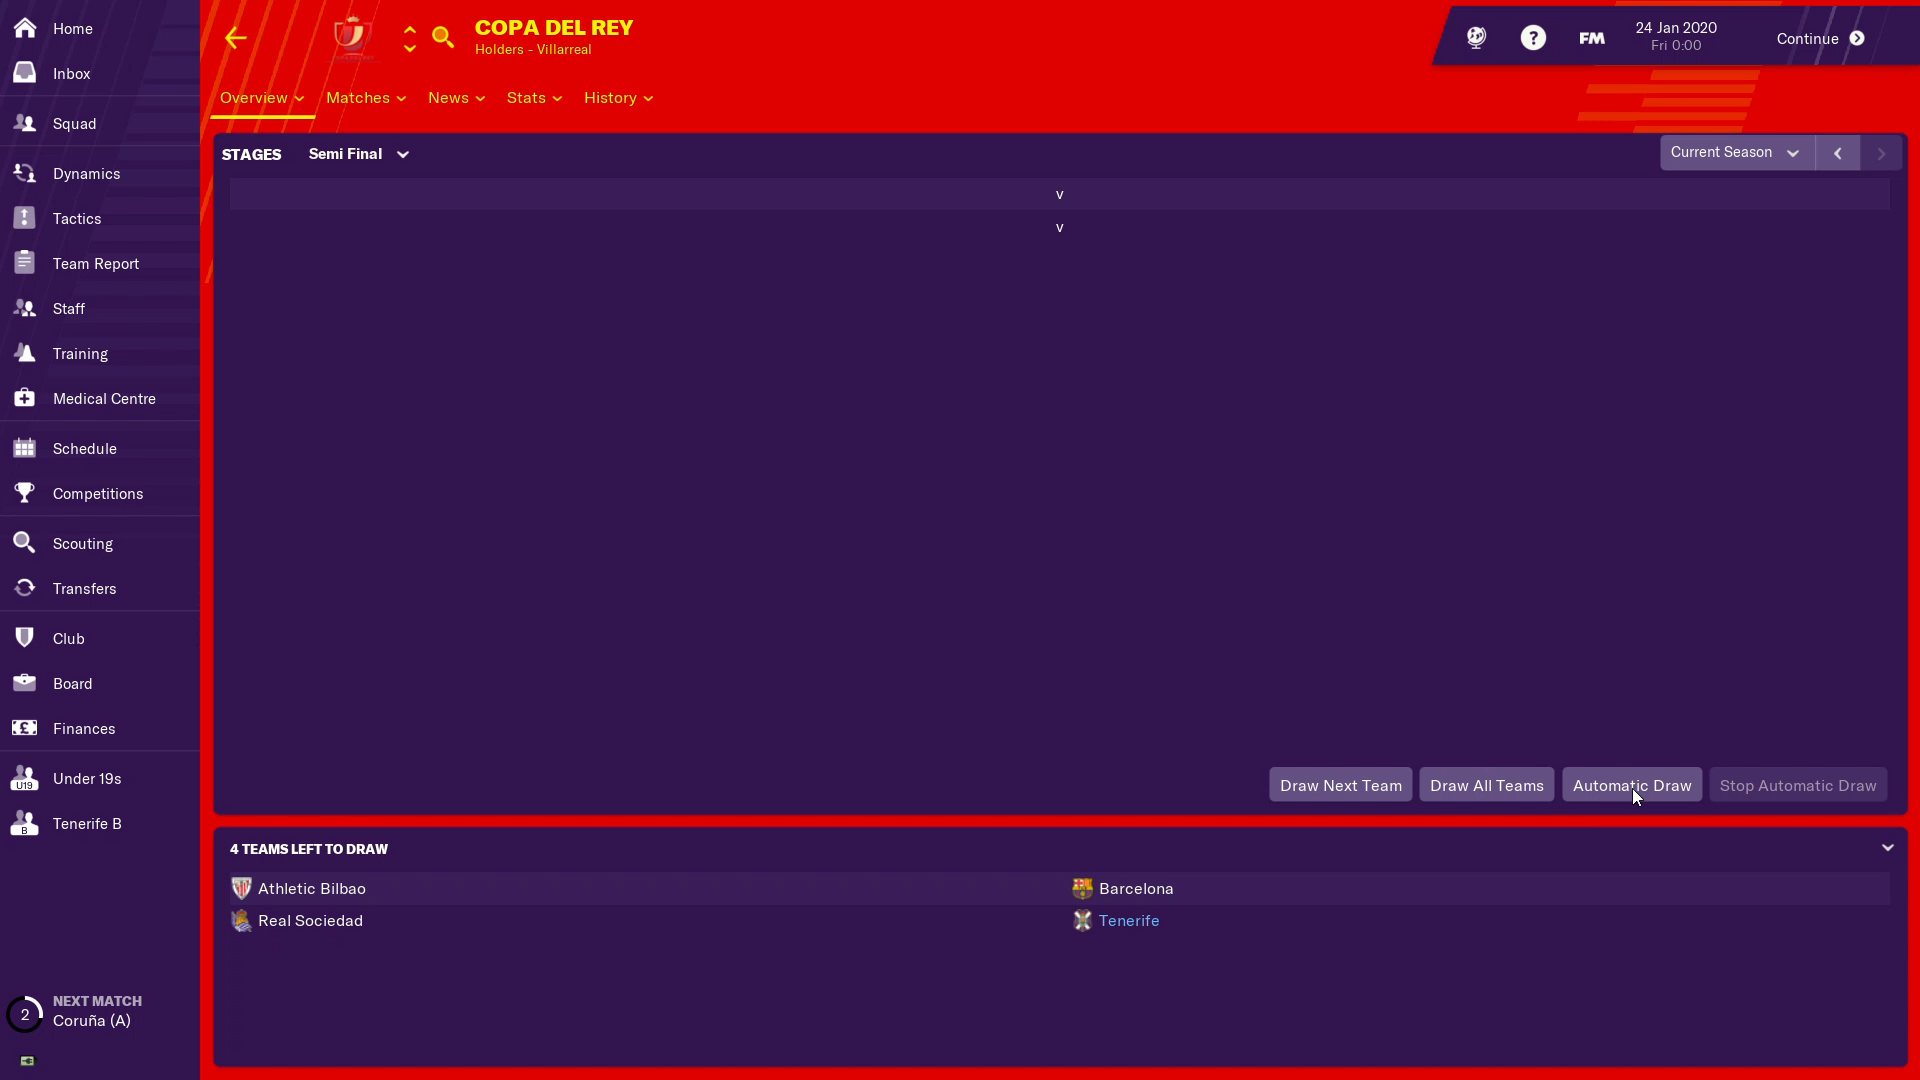 Home
Inbox
Squad
Dynamics
Tactics
Team Report
Staff
Training
Medical Centre
Schedule
Competitions
Scouting
Transfers
Club
Board
Finances
U19
Under 19s
B
Tenerife B
2
NEXT MATCH
Coruña (A)
COPA DEL REY
Holders - Villarreal
FM
24 Jan 2020
Fri 0:00
Continue
Overview
Matches
News
Stats
History
STAGES
Semi Final
Current Season
v
v
Draw Next Team
Draw All Teams
Automatic Draw
Stop Automatic Draw
4 TEAMS LEFT TO DRAW
Athletic Bilbao
Barcelona
Real Sociedad
Tenerife